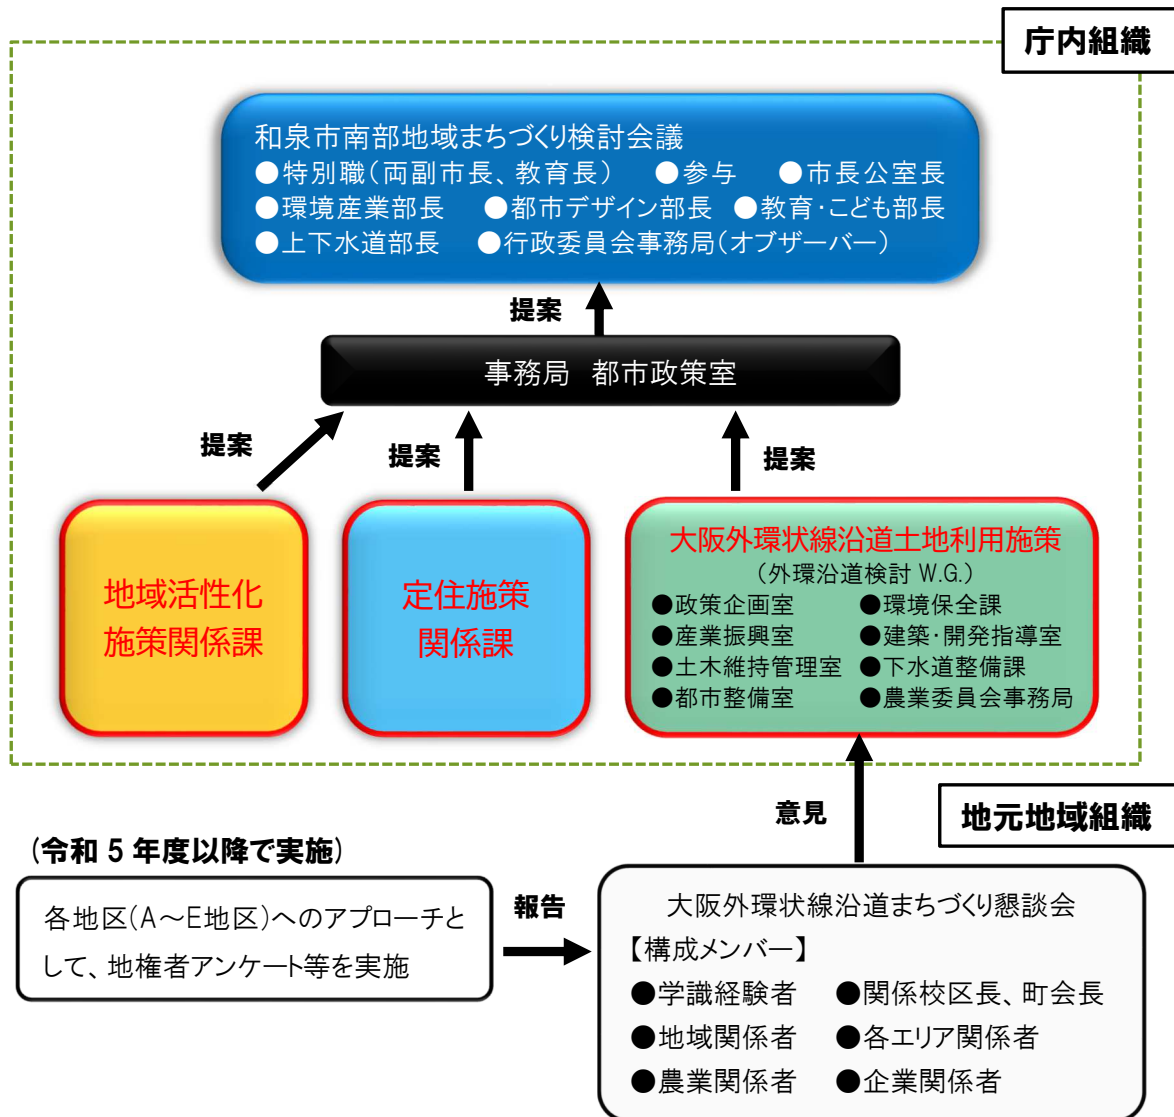 庁内組織
和泉市南部地域まちづくり検討会議
●特別職(両副市長、教育長) ●参与 ●市長公室長
●環境産業部長 ●都市デザイン部長 ●教育・こども部長
●上下水道部長 ●行政委員会事務局(オブザーバー)
提案
事務局 都市政策室
提案
提案
提案
地域活性化
施策関係課
定住施策
関係課
大阪外環状線沿道土地利用施策
(外環沿道検討 W.G.)
●政策企画室 ●環境保全課
●産業振興室 ●建築・開発指導室
●土木維持管理室 ●下水道整備課
●都市整備室 ●農業委員会事務局
意見
地元地域組織
(令和 5 年度以降で実施)
各地区(A～E地区)へのアプローチと
して、地権者アンケート等を実施
報告
大阪外環状線沿道まちづくり懇談会
【構成メンバー】
●学識経験者 ●関係校区長、町会長
●地域関係者 ●各エリア関係者
●農業関係者 ●企業関係者